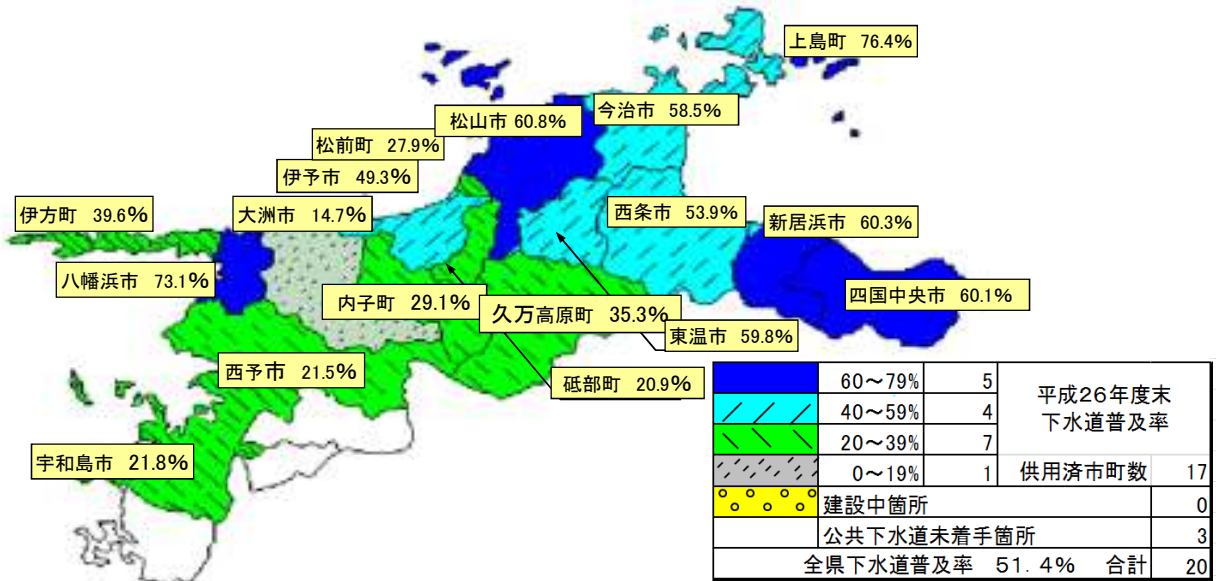 上島町 76.4%
今治市 58.5%
松山市 60.8%
松前町 27.9%
伊予市 49.3%
伊方町 39.6%
大洲市 14.7%
西条市 53.9%
新居浜市 60.3%
八幡浜市 73.1%
内子町 29.1%
久万高原町 35.3%
四国中央市 60.1%
東温市 59.8%
西予市 21.5%
砥部町 20.9%
宇和島市 21.8%
60～79% 5
平成26年度末
下水道普及率
40～59% 4
20～39% 7
0～19% 1 供用済市町数 17
建設中箇所 0
公共下水道未着手箇所 3
全県下水道普及率 51.4% 合計 20